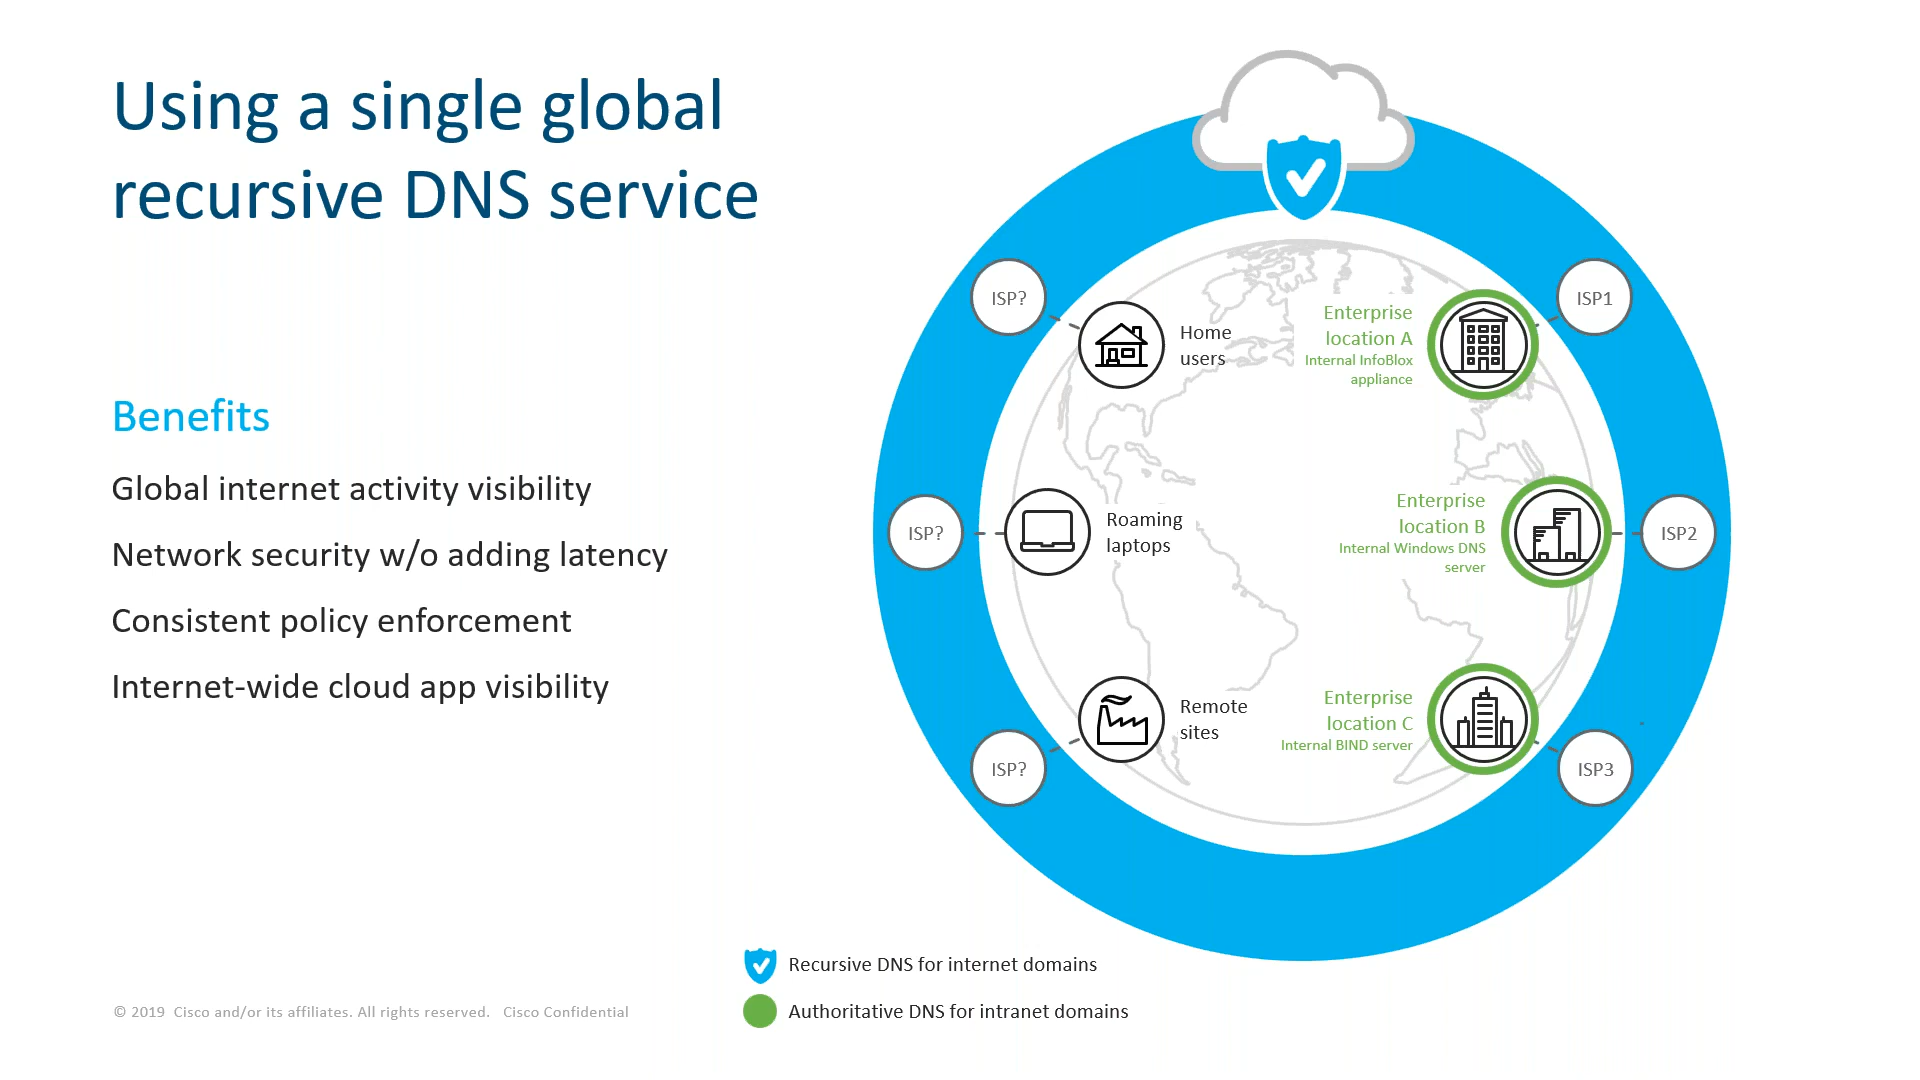 Using a single global
recursive DNS service
Benefits
Global internet activity visibility
Network security w/o adding latency
Consistent policy enforcement
Internet-wide cloud app visibility
ISP?
Home
users
ISP?
Roaming
laptops
ISP?
Remote
sites
Enterprise
location A
Internal InfoBlox
appliance
ISP1
Enterprise
location B
Internal Windows DNS
server
ISP2
Enterprise
location C
Internal BIND server
ISP3
Recursive DNS for internet domains
Authoritative DNS for intranet domains
© 2019 Cisco and/or its affiliates. All rights reserved. Cisco Confidential